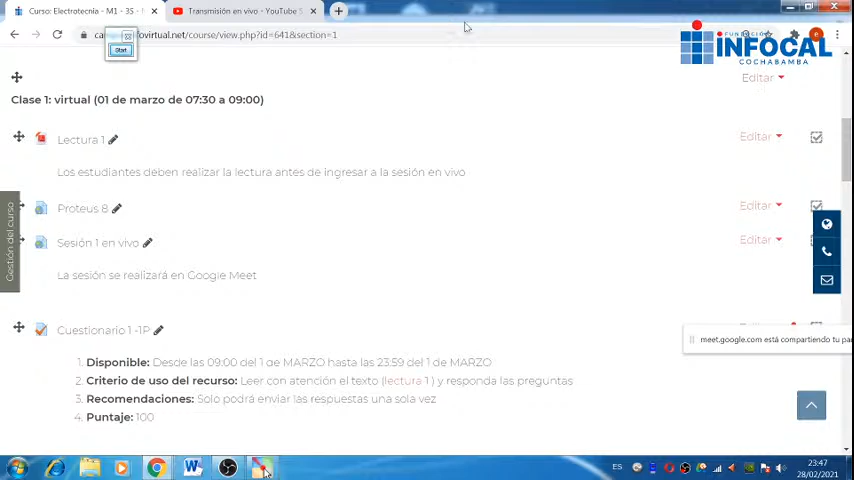 Curso: Electrotecnia - M1 - 3S -
Transmisión en vivo - YouTube S
/course/view.php?id=641&section=1
Start
INFOCAL
COCHABAMBA
Editar
Clase 1: virtual (01 de marzo de 07:30 a 09:00)
Lectura 1
Editar
Los estudiantes deben realizar la lectura antes de ingresar a la sesión en vivo
Proteus 8
Editar
Gestión del curso
Sesión 1 en vivo
Editar
La sesión se realizará en Google Meet
Cuestionario 1 -1P
meet.google.com está compartiendo tu pa
1. Disponible: Desde las 09:00 del 1 de MARZO hasta las 23:59 del 1 de MARZO
2. Criterio de uso del recurso: Leer con atención el texto (lectura 1 ) y responda las preguntas
3. Recomendaciones: Solo podrá enviar las respuestas una sola vez
4. Puntaje: 100
ES
23:47
28/02/2021